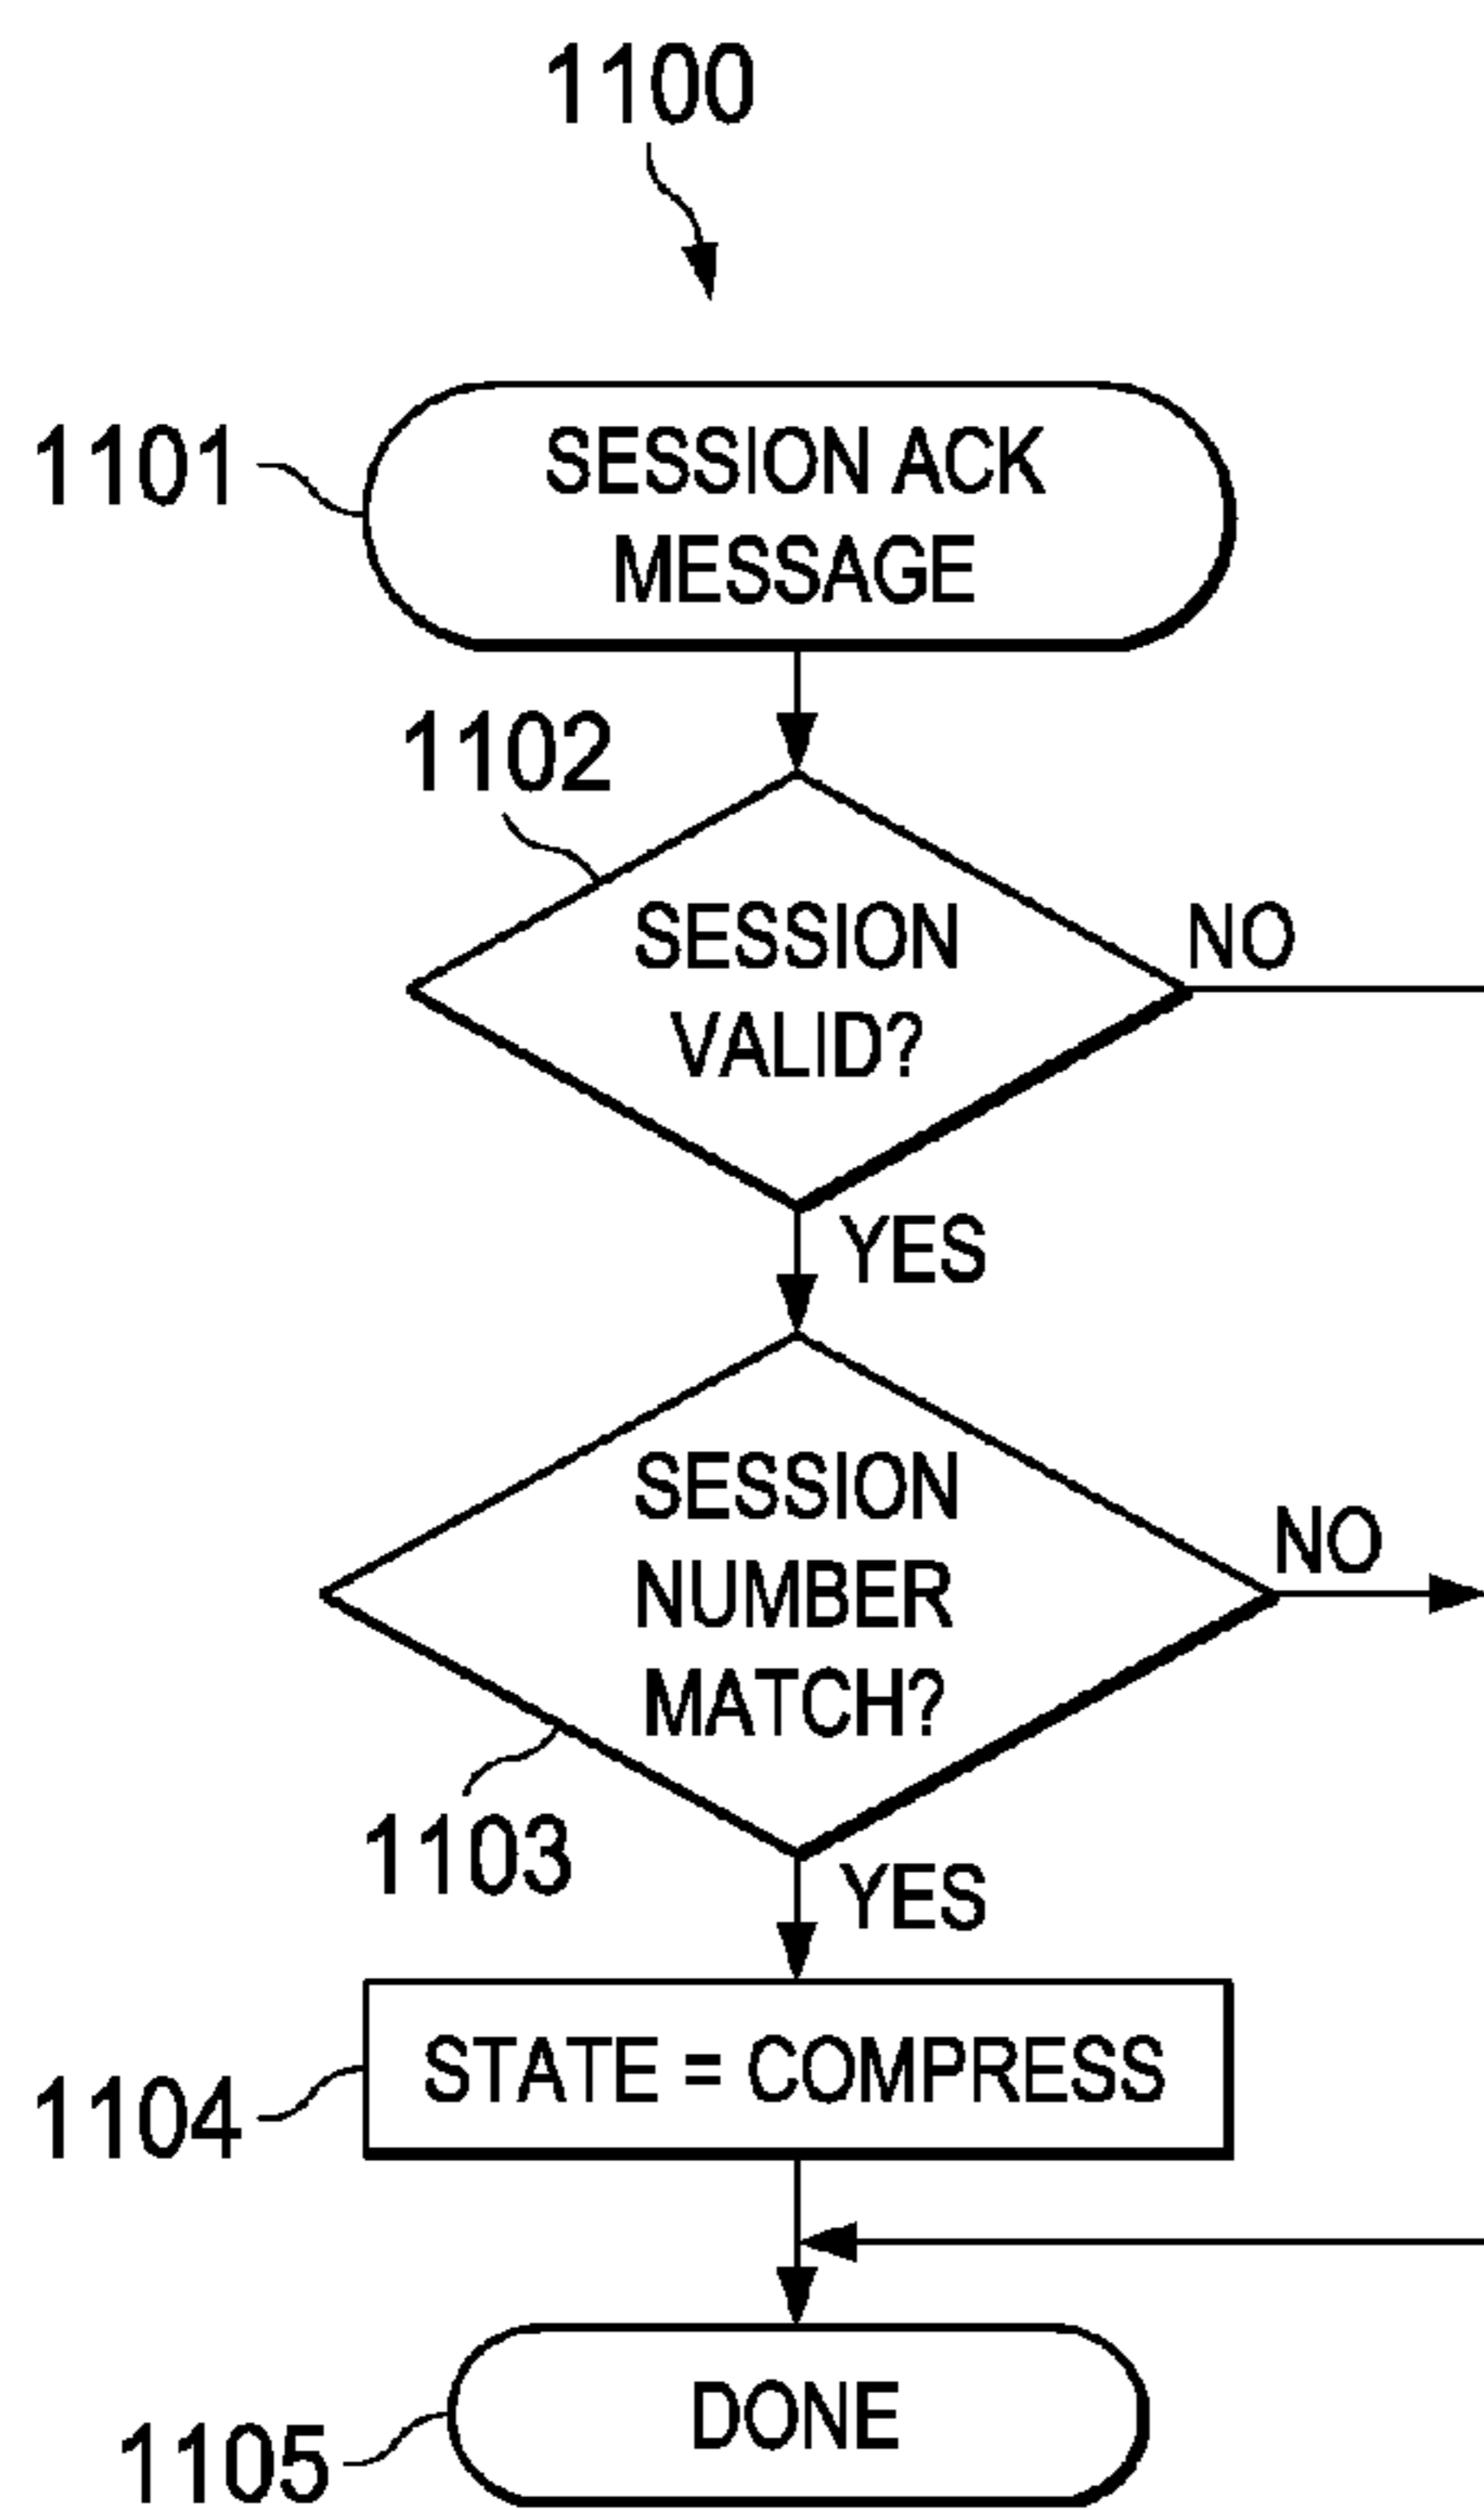 1100
1101
SESSION ACK
MESSAGE
1102
SESSION
VALID?
NO
YES
SESSION
NUMBER
MATCH?
NO
1103
YES
STATE = COMPRESS
1104
DONE
1105